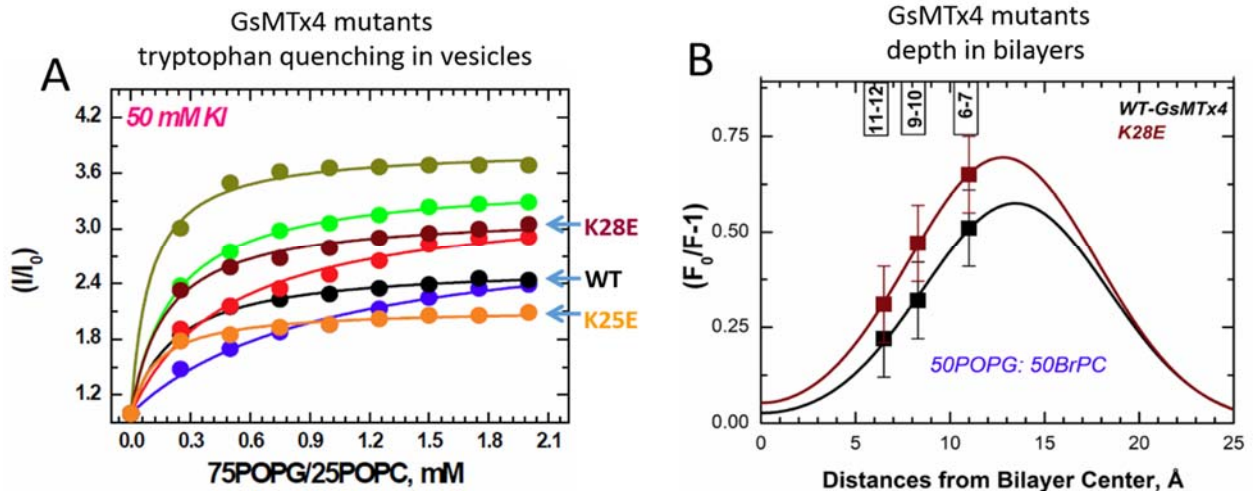 GsMTx4 mutants
tryptophan quenching in vesicles
A
50 mM KI
4.2
3.6
3.0
2.4
1.8
1.2
(I/I0)
K28E
WT
K25E
0.0 0.3 0.6 0.9 1.2 1.5 1.8 2.1
75POPG/25POPC, mM
GsMTx4 mutants
depth in bilayers
B
11-12
9-10
6-7
WT-GsMTx4
K28E
0.75
0.50
0.25
0.00
(F0/F-1)
50POPG: 50BrPC
0 5 10 15 20 25
Distances from Bilayer Center, Å